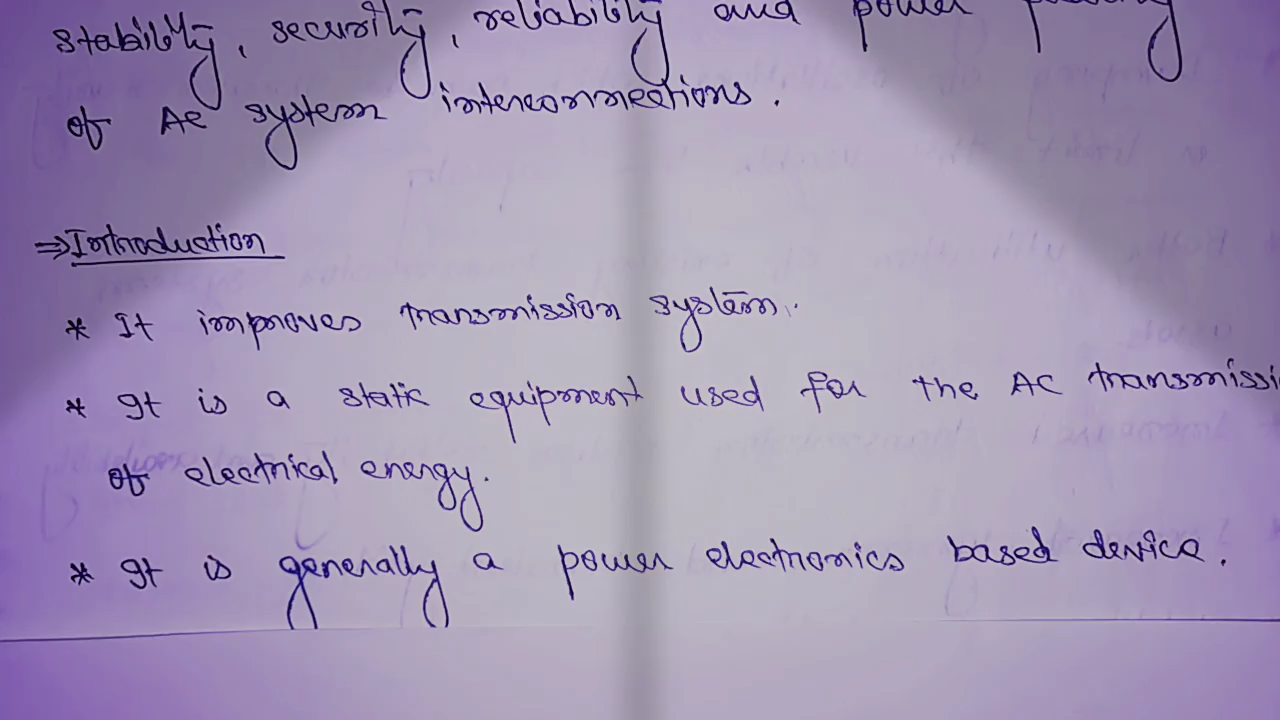 stability, security, reliability and power
of AC system interconnections.
⇒ Introduction
* It improves transmission system.
* It is a static equipment used for the AC transmissi
of electrical energy.
* It is generally a power electronics based device.